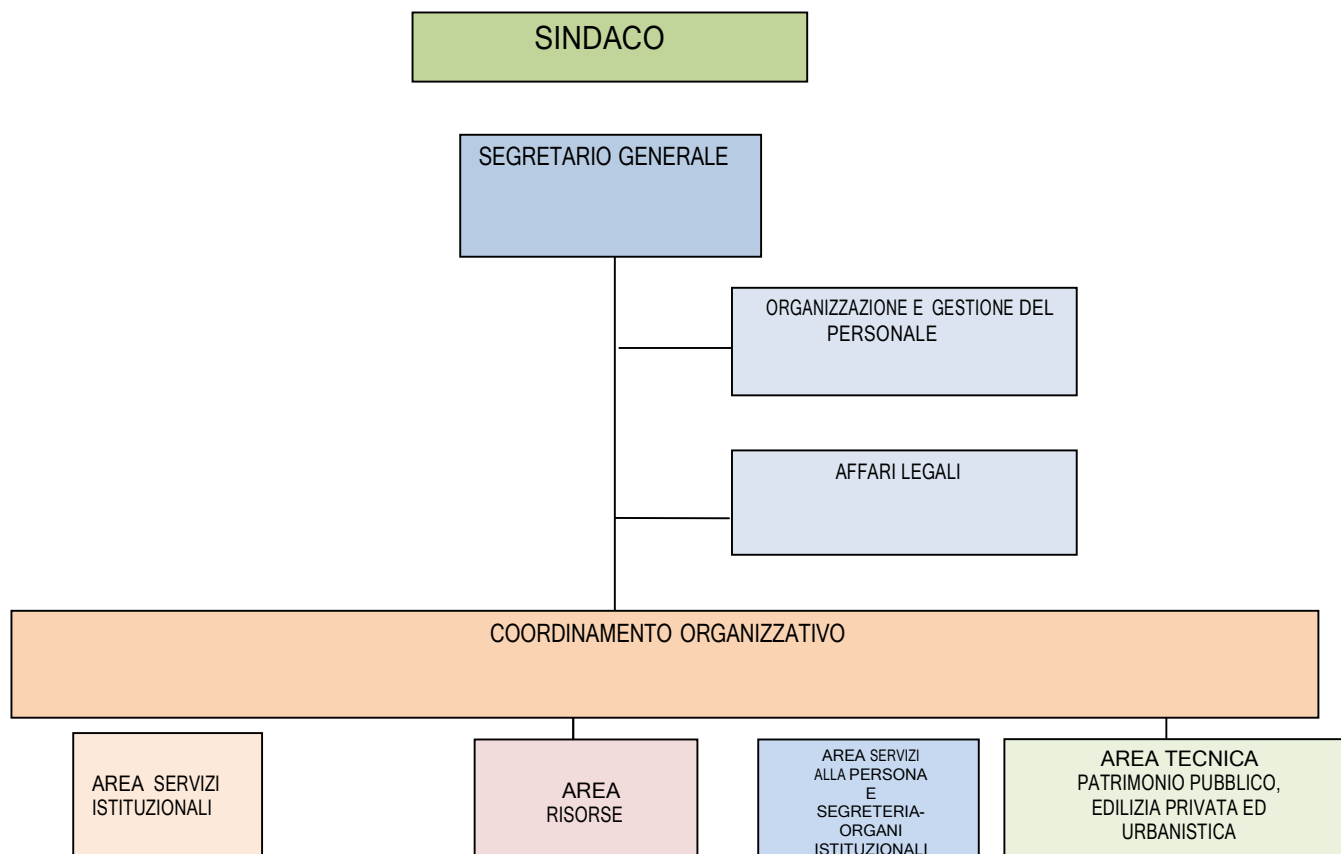 SINDACO
SEGRETARIO GENERALE
ORGANIZZAZIONE E GESTIONE DEL
PERSONALE
AFFARI LEGALI
COORDINAMENTO ORGANIZZATIVO
AREA SERVIZI
ISTITUZIONALI
AREA
RISORSE
AREA SERVIZI
ALLA PERSONA
E
SEGRETERIA-
ORGANI
ISTITUZIONALI
AREA TECNICA
PATRIMONIO PUBBLICO,
EDILIZIA PRIVATA ED
URBANISTICA